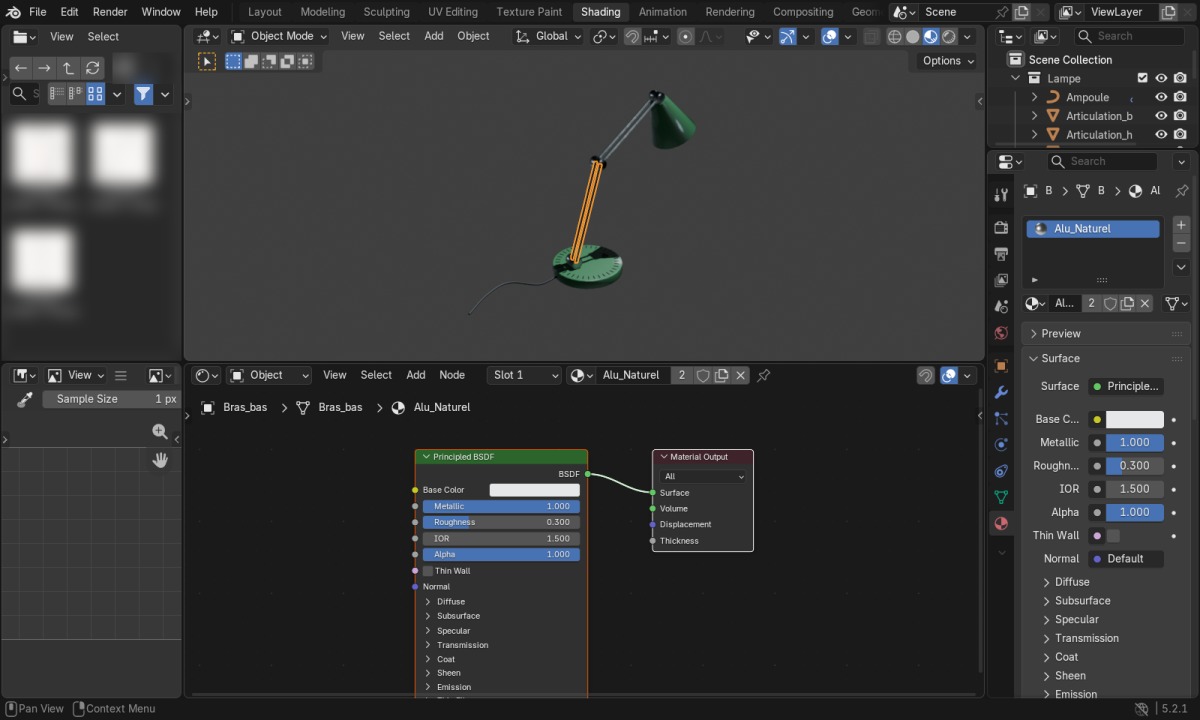 File Edit Render Window Help Layout Modeling Sculpting UV Editing Texture Paint Shading Animation Rendering Compositing Geom Scene ViewLayer
View Select
S
Object Mode View Select Add Object Global
Options
Search
Scene Collection
Lampe
Ampoule
Articulation_b
Articulation_h
Search
B B Al
Alu_Naturel
Al... 2
Preview
Surface
Surface Principle...
Base C...
Metallic 1.000
Roughn... 0.300
IOR 1.500
Alpha 1.000
Thin Wall
Normal Default
Diffuse
Subsurface
Specular
Transmission
Coat
Sheen
Emission
View
Sample Size 1 px
Object View Select Add Node Slot 1 Alu_Naturel 2
Bras_bas Bras_bas Alu_Naturel
Principled BSDF
BSDF
Base Color
Metallic 1.000
Roughness 0.300
IOR 1.500
Alpha 1.000
Thin Wall
Normal
Diffuse
Subsurface
Specular
Transmission
Coat
Sheen
Emission
Material Output
All
Surface
Volume
Displacement
Thickness
Pan View Context Menu 5.2.1